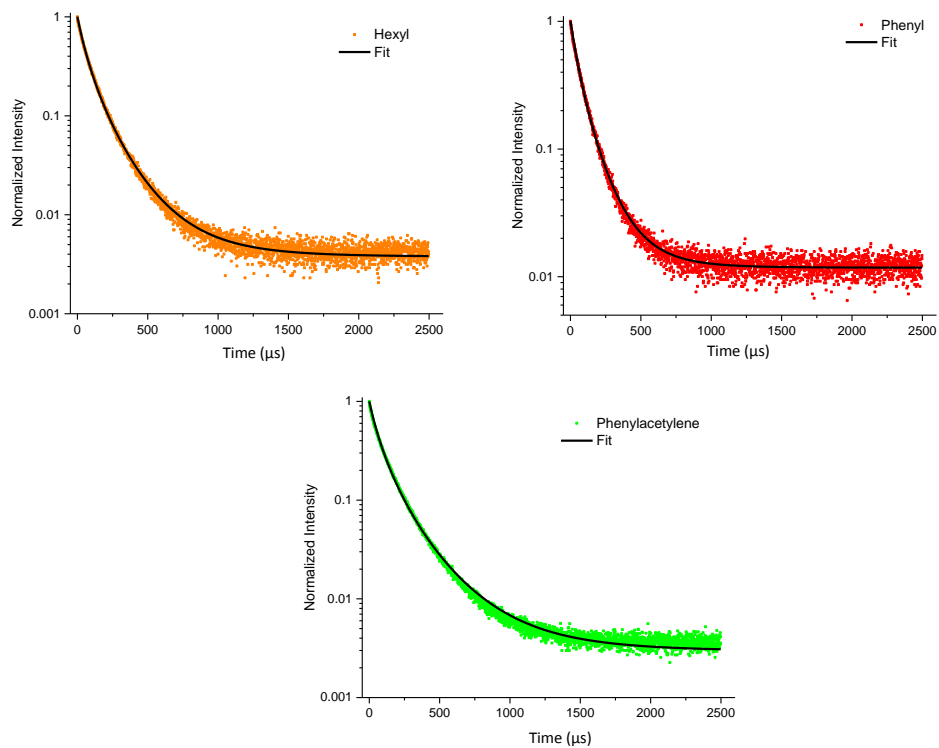 Hexyl
Fit
Normalized Intensity
1
0.1
0.01
0.001
0 500 1000 1500 2000 2500
Time (µs)
Phenyl
Fit
Normalized Intensity
1
0.1
0.01
0 500 1000 1500 2000 2500
Time (µs)
Phenylacetylene
Fit
Normalized Intensity
1
0.1
0.01
0.001
0 500 1000 1500 2000 2500
Time (µs)